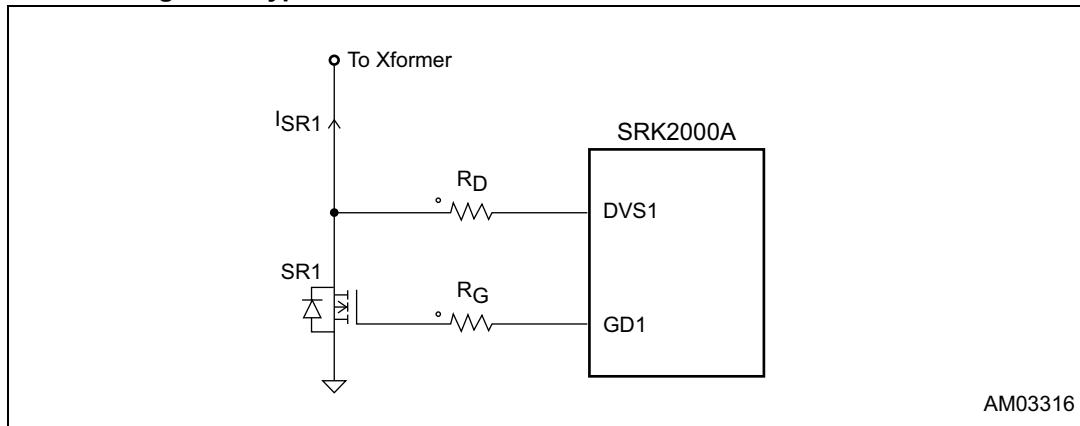 To Xformer
ISR1
SRK2000A
RD
DVS1
SR1
RG
GD1
AM03316